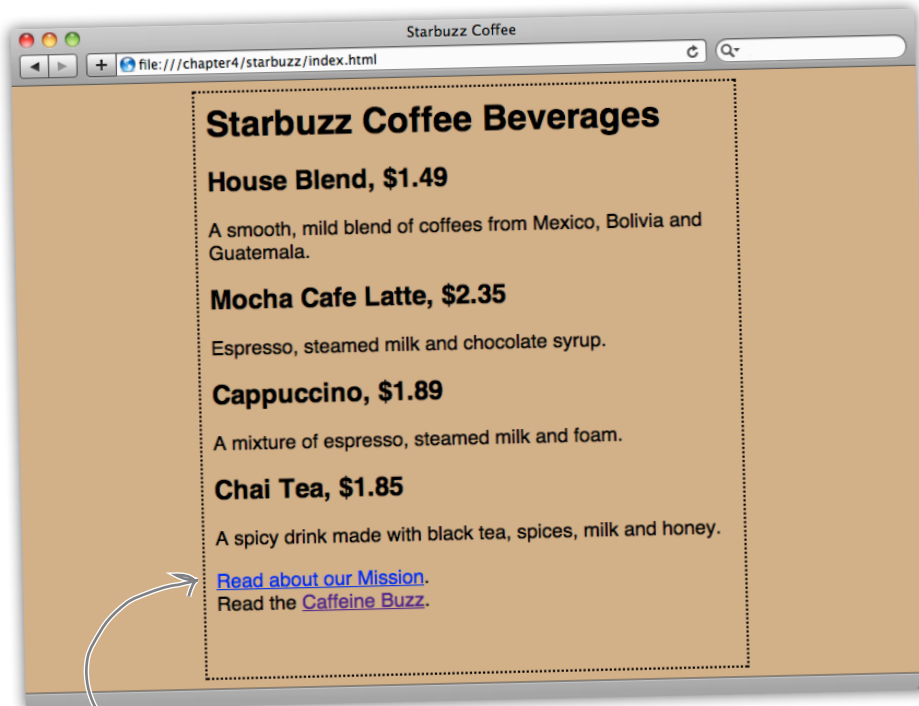 Starbuzz Coffee
file:///chapter4/starbuzz/index.html
Starbuzz Coffee Beverages
House Blend, $1.49
A smooth, mild blend of coffees from Mexico, Bolivia and
Guatemala.
Mocha Cafe Latte, $2.35
Espresso, steamed milk and chocolate syrup.
Cappuccino, $1.89
A mixture of espresso, steamed milk and foam.
Chai Tea, $1.85
A spicy drink made with black tea, spices, milk and honey.
Read about our Mission.
Read the Caffeine Buzz.